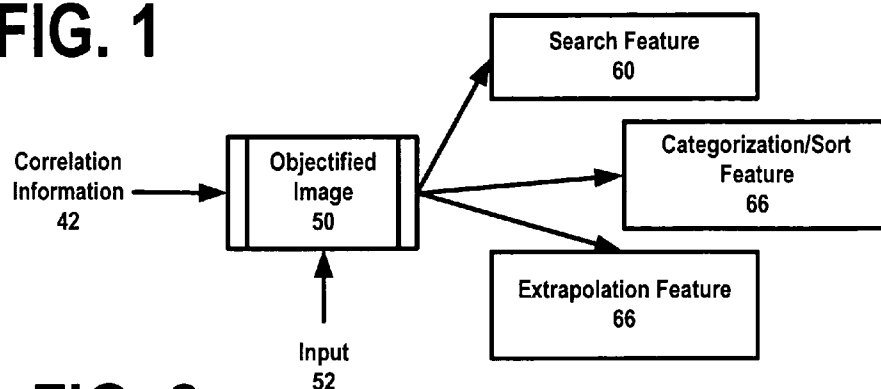 FIG. 1
Search Feature
60
Correlation
Information
42
Objectified
Image
50
Categorization/Sort
Feature
66
Extrapolation Feature
66
Input
52